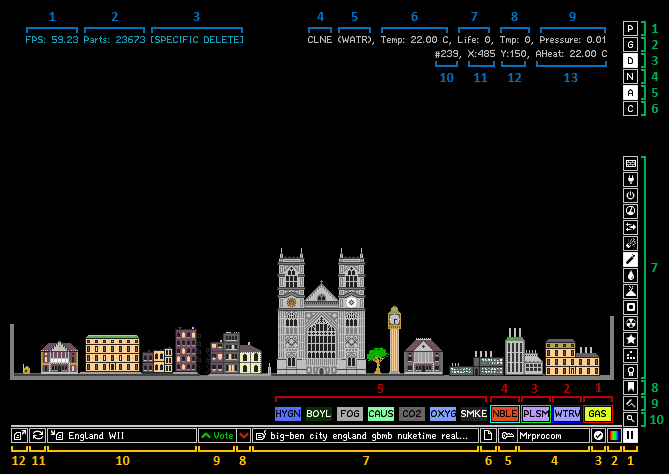 1 2 3 4 5 6 7 8 9
FPS: 59.23 Parts: 23673 [SPECIFIC DELETE] CLNE (WATR), Temp: 22.00 C, Life: 0, Tmp: 0, Pressure: 0.01
#239, X:485 Y:150, AHeat: 22.00 C
10 11 12 13
P 1
G 2
D 3
N 4
A 5
C 6
7
8
5 4 3 2 1 9
HYGN BOYL FOG CAUS CO2 OXYG SMKE NBLE PLSM WTRV GAS 10
England WII Vote big-ben city england gbmb nuketime real... Mrprocom
12 11 10 9 8 7 6 5 4 3 2 1